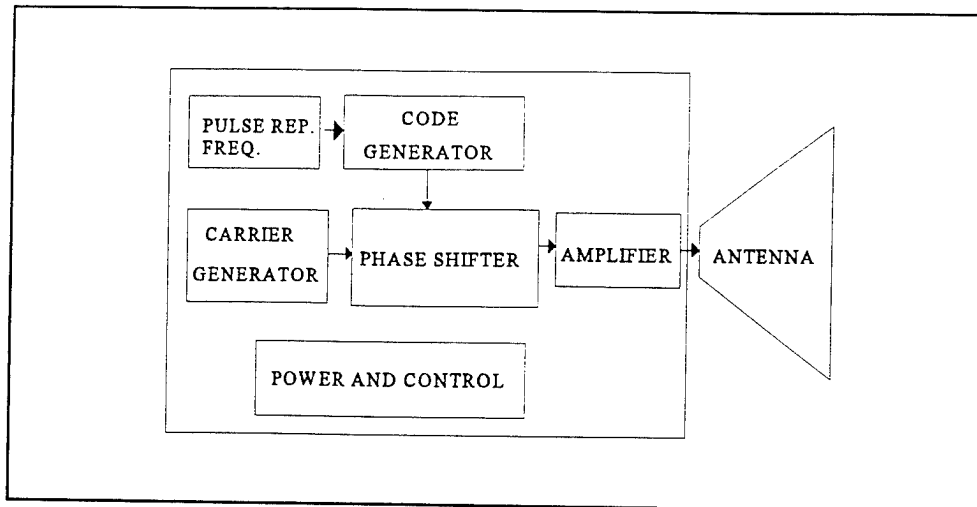 PULSE REP.
FREQ.
CODE
GENERATOR
CARRIER
GENERATOR
PHASE SHIFTER
AMPLIFIER
ANTENNA
POWER AND CONTROL